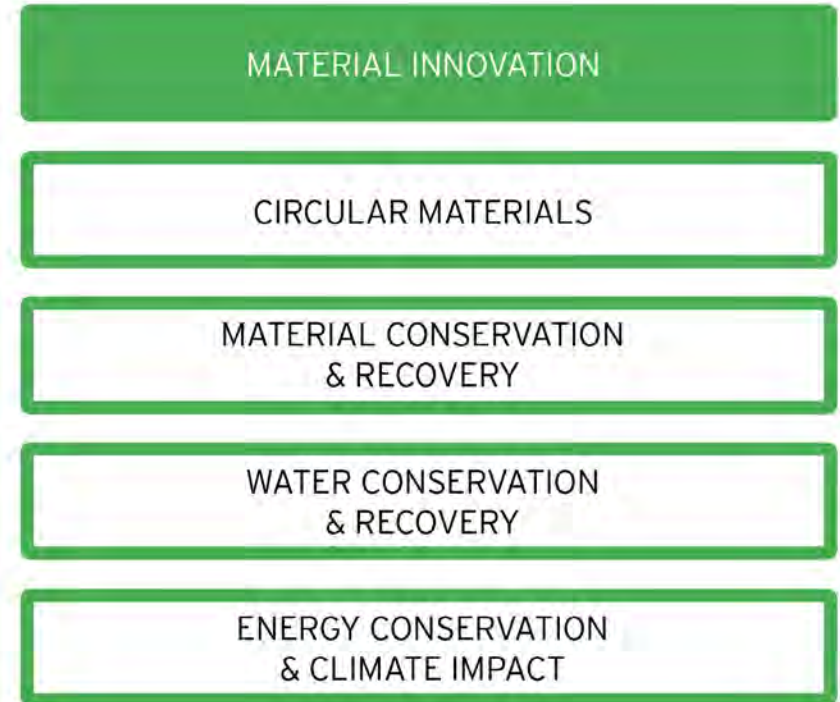 MATERIAL INNOVATION
CIRCULAR MATERIALS
MATERIAL CONSERVATION
& RECOVERY
WATER CONSERVATION
& RECOVERY
ENERGY CONSERVATION
& CLIMATE IMPACT